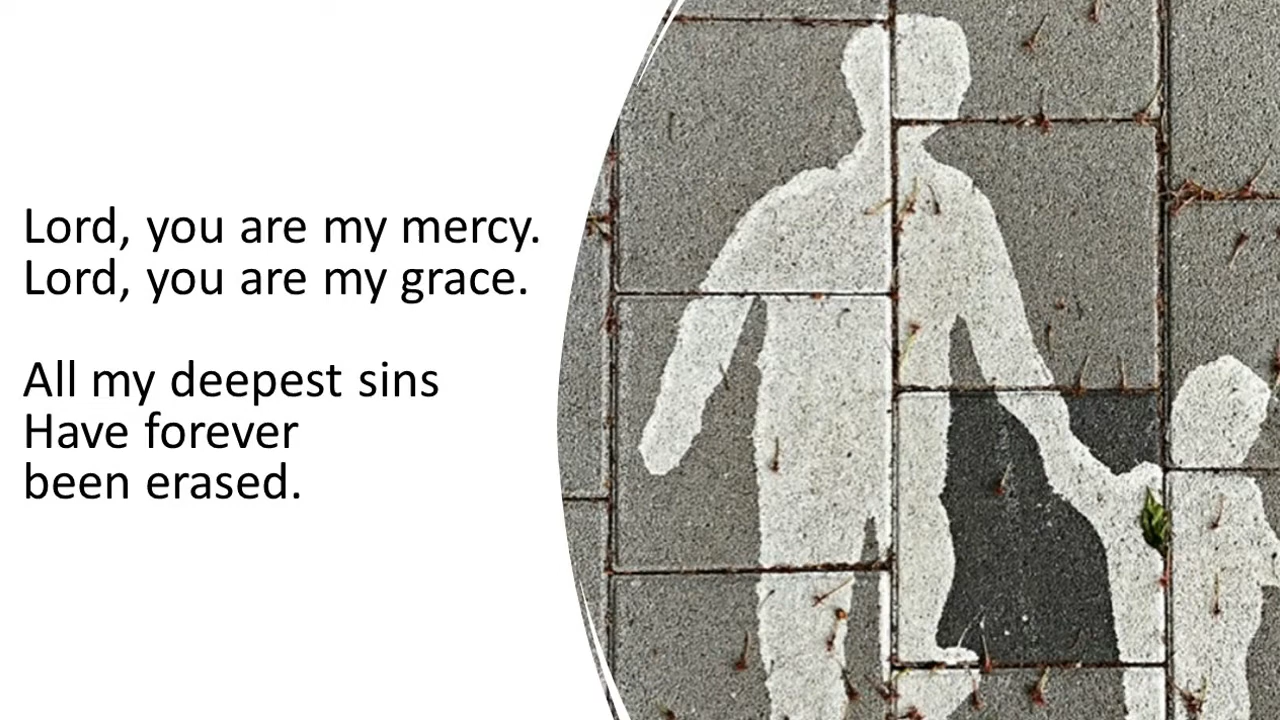 Lord, you are my mercy.
Lord, you are my grace.
All my deepest sins
Have forever
been erased.